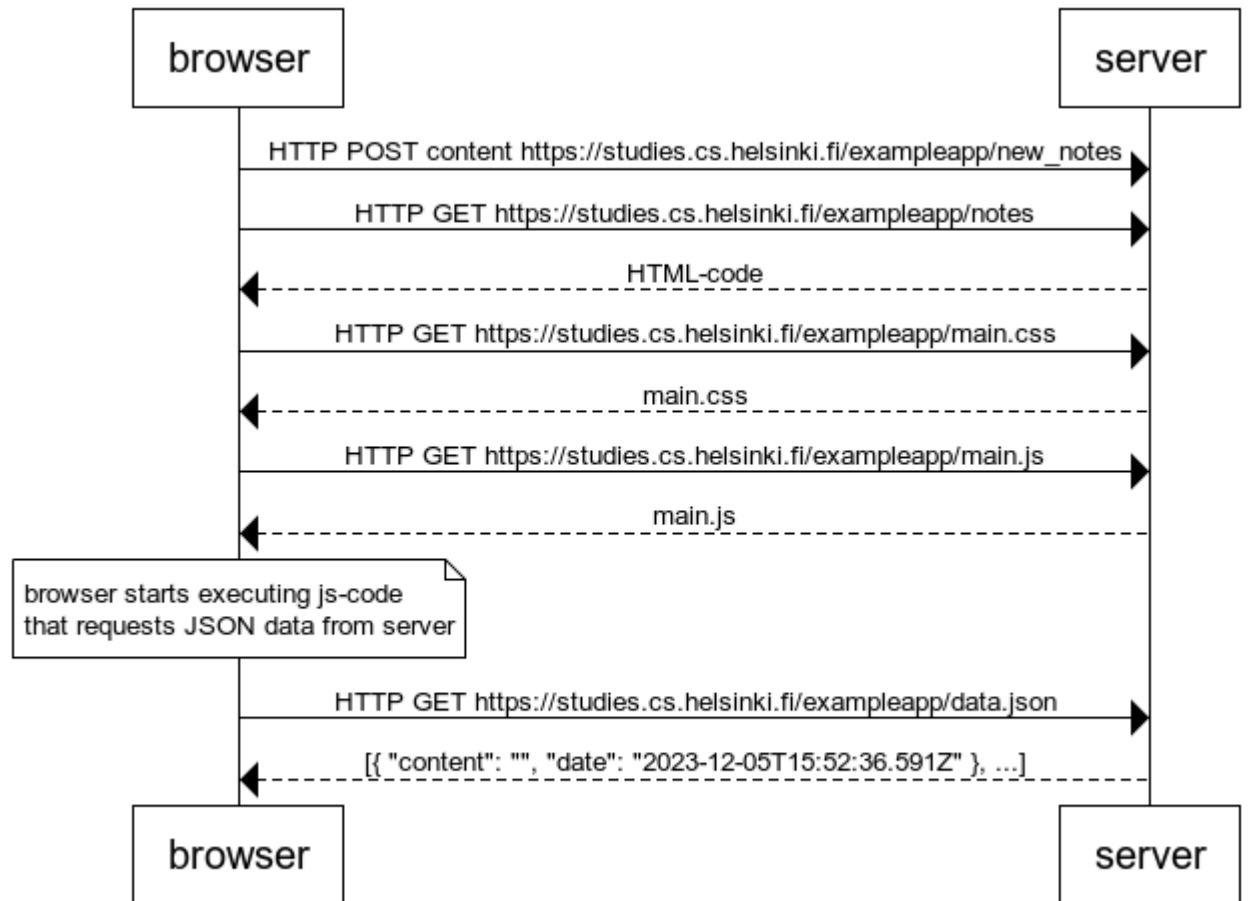 browser
server
HTTP POST content https://studies.cs.helsinki.fi/exampleapp/new_notes
HTTP GET https://studies.cs.helsinki.fi/exampleapp/notes
HTML-code
HTTP GET https://studies.cs.helsinki.fi/exampleapp/main.css
main.css
HTTP GET https://studies.cs.helsinki.fi/exampleapp/main.js
main.js
browser starts executing js-code
that requests JSON data from server
HTTP GET https://studies.cs.helsinki.fi/exampleapp/data.json
[{ "content": "", "date": "2023-12-05T15:52:36.591Z" }, ...]
browser
server